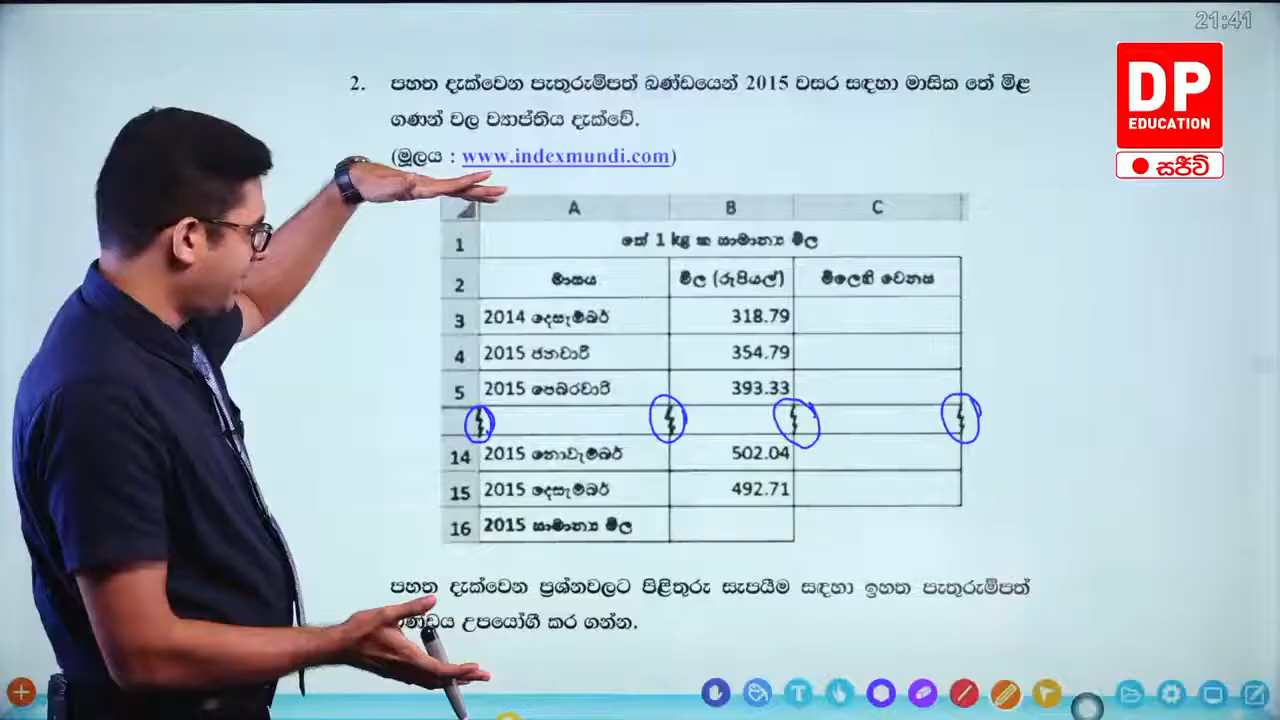 21:41
DP
EDUCATION
සජීවි
2. පහත දැක්වෙන පැතුරුම්පත් ඛණ්ඩයෙන් 2015 වසර සඳහා මාසික තේ මිළ
ගණන් වල ව්‍යාප්තිය දැක්වේ.
(මූලය : www.indexmundi.com)
A B C
1 තේ 1 kg ක සාමාන්‍ය මිල
2 මාසය මිල (රුපියල්) මිලෙහි වෙනස
3 2014 දෙසැම්බර් 318.79
4 2015 ජනවාරි 354.79
5 2015 පෙබරවාරි 393.33
14 2015 නොවැම්බර් 502.04
15 2015 දෙසැම්බර් 492.71
16 2015 සාමාන්‍ය මිල
පහත දැක්වෙන ප්‍රශ්නවලට පිළිතුරු සැපයීම සඳහා ඉහත පැතුරුම්පත්
උපයෝගී කර ගන්න.